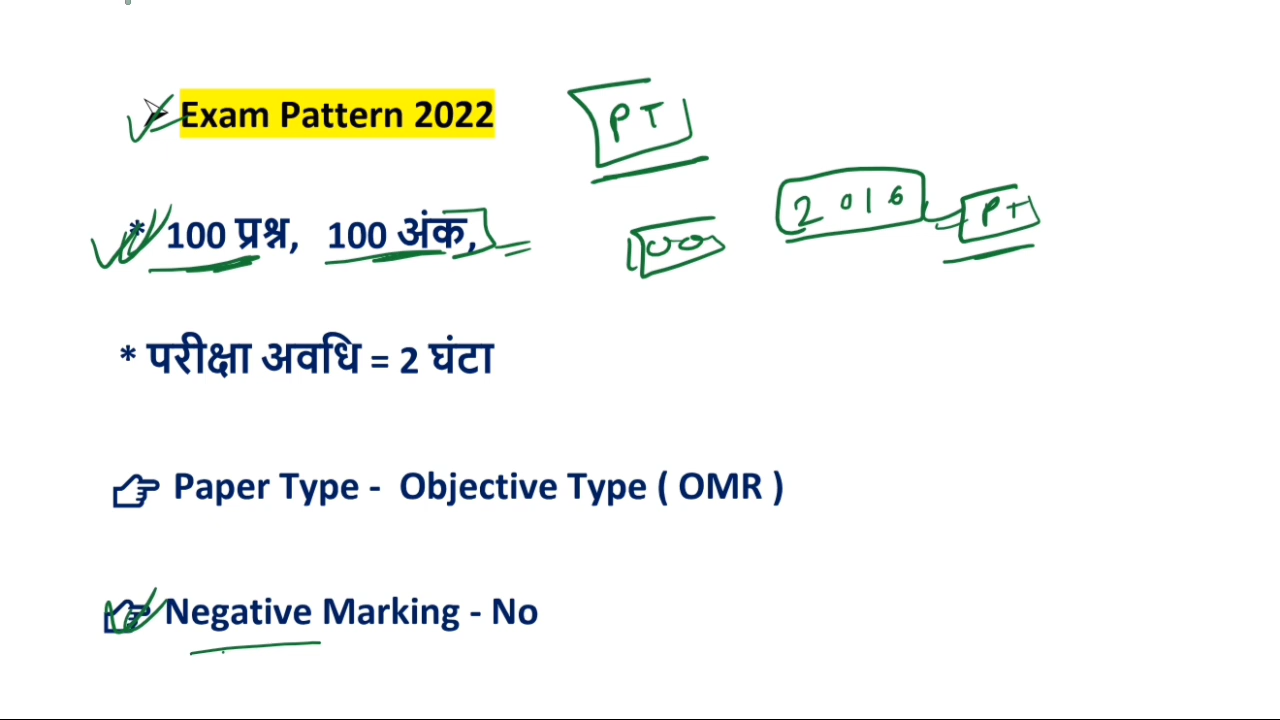 Exam Pattern 2022
PT
* 100 प्रश्न, 100 अंक,
100
2016
PT
* परीक्षा अवधि = 2 घंटा
Paper Type - Objective Type ( OMR )
Negative Marking - No